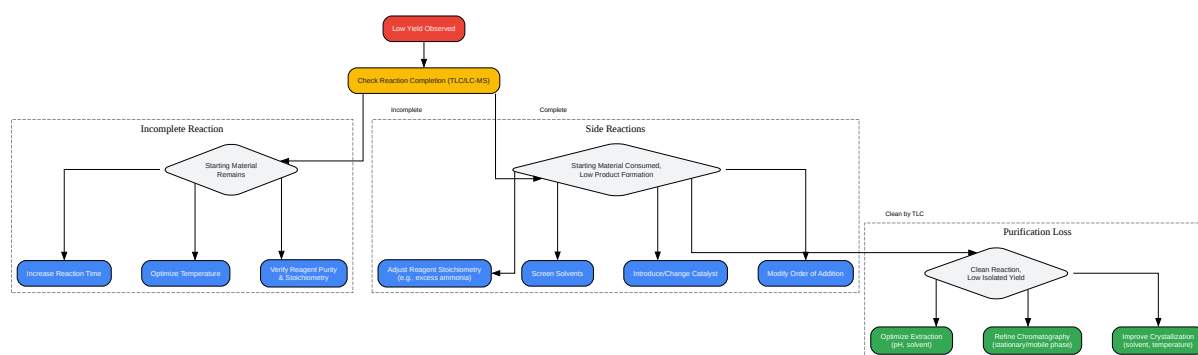 Low Yield Observed
Check Reaction Completion (TLC/LC-MS)
Incomplete
Complete
Incomplete Reaction
Side Reactions
Starting Material
Remains
Starting Material Consumed,
Low Product Formation
Clean by TLC
Purification Loss
Increase Reaction Time
Optimize Temperature
Verify Reagent Purity
& Stoichiometry
Adjust Reagent Stoichiometry
(e.g., excess ammonia)
Screen Solvents
Introduce/Change Catalyst
Modify Order of Addition
Clean Reaction,
Low Isolated Yield
Optimize Extraction
(pH, solvent)
Refine Chromatography
(stationary/mobile phase)
Improve Crystallization
(solvent, temperature)